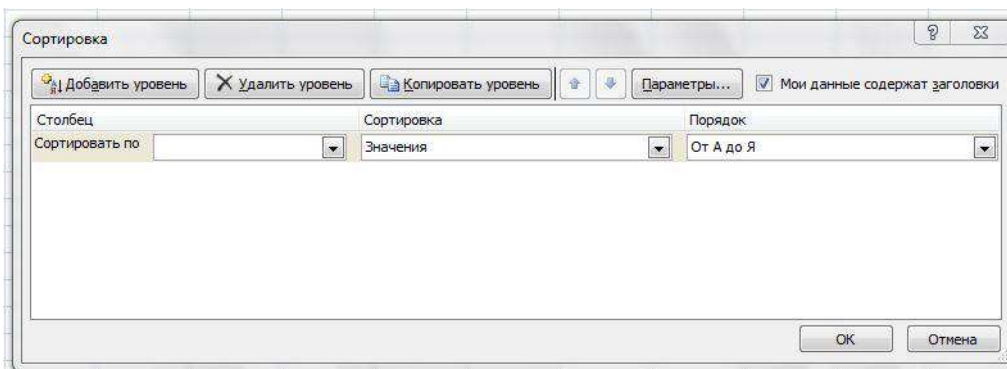 Сортировка
Добавить уровень Удалить уровень Копировать уровень Параметры... Мои данные содержат заголовки
Столбец Сортировка Порядок
Сортировать по Значения От А до Я
ОК Отмена